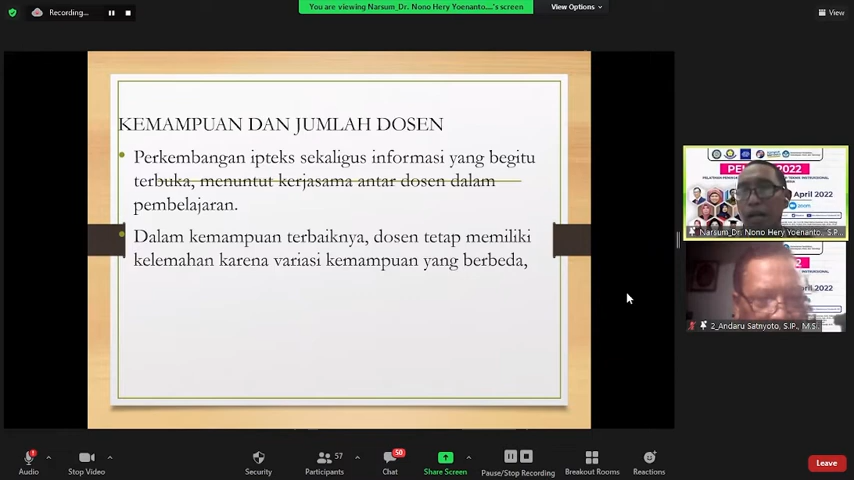 Recording...
You are viewing Narsum_Dr. Nono Hery Yoenanto....'s screen
View Options
View
KEMAMPUAN DAN JUMLAH DOSEN
Perkembangan ipteks sekaligus informasi yang begitu
terbuka, menuntut kerjasama antar dosen dalam
pembelajaran.
Dalam kemampuan terbaiknya, dosen tetap memiliki
kelemahan karena variasi kemampuan yang berbeda,
2022
April 2022
zoom
Narsum_Dr. Nono Hery Yoenanto, S.P...
April 2022
2_Andaru Satnyoto, S.IP., M.Si.
Audio
Stop Video
Security
57
Participants
50
Chat
Share Screen
Pause/Stop Recording
Breakout Rooms
Reactions
Leave